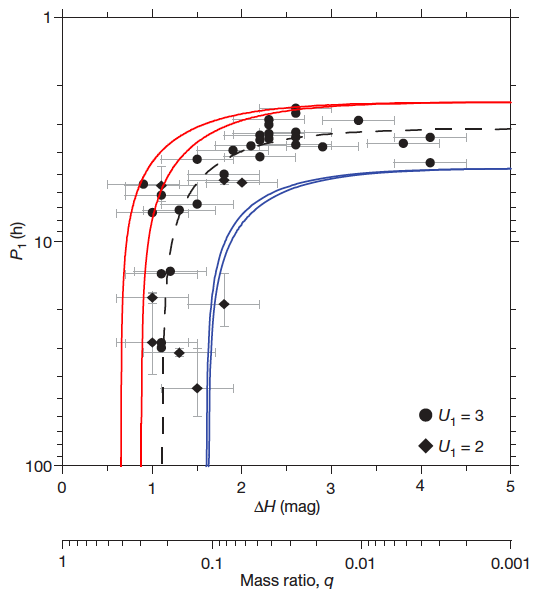 1
10
100
P1 (h)
U1 = 3
U1 = 2
0 1 2 3 4 5
ΔH (mag)
1 0.1 0.01 0.001
Mass ratio, q